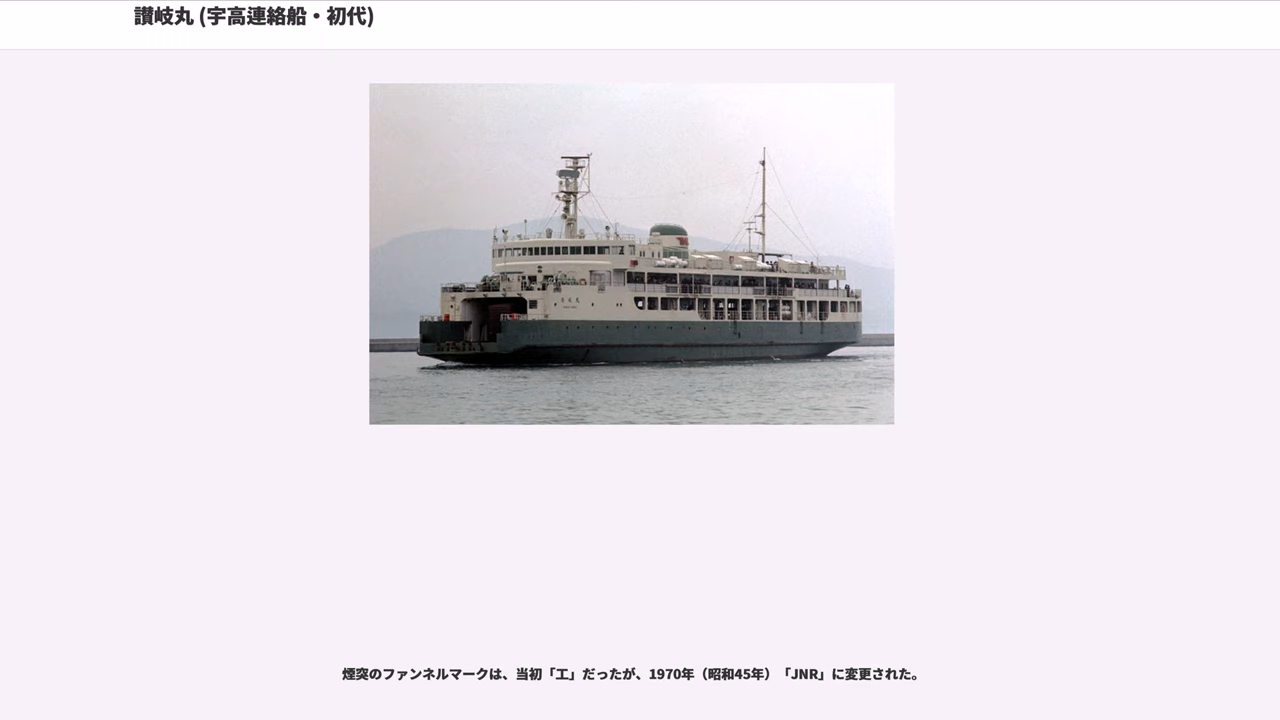 讃岐丸 (宇高連絡船・初代)
煙突のファンネルマークは、当初「工」だったが、1970年（昭和45年）「JNR」に変更された。